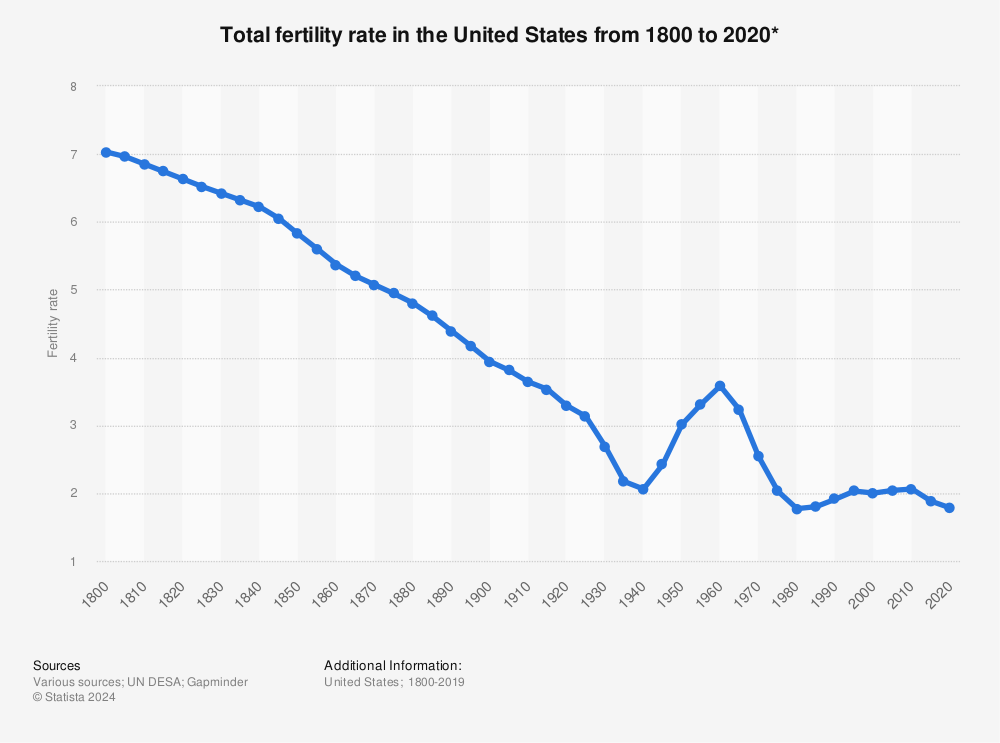 Total fertility rate in the United States from 1800 to 2020*
8
7
6
5
4
3
2
1
Fertility rate
1800 1810 1820 1830 1840 1850 1860 1870 1880 1890 1900 1910 1920 1930 1940 1950 1960 1970 1980 1990 2000 2010 2020
Sources
Various sources; UN DESA; Gapminder
© Statista 2024
Additional Information:
United States; 1800-2019